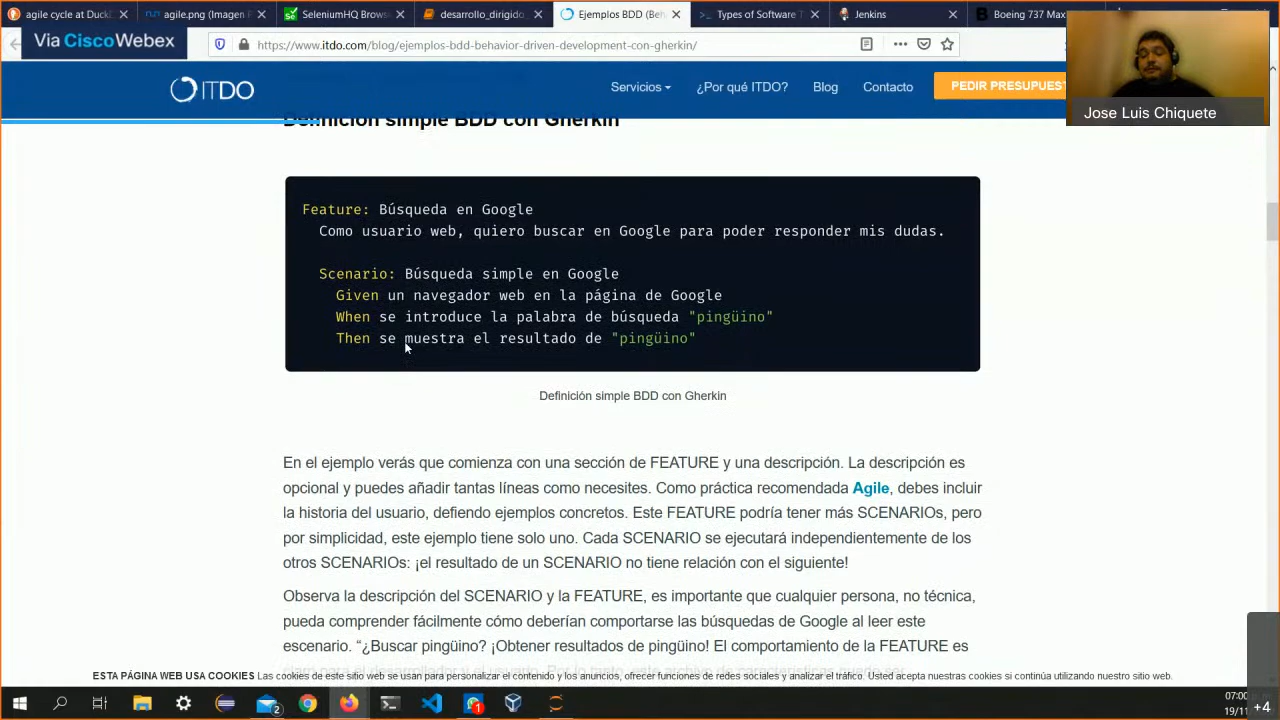 agile cycle at Duck
agile.png (Imagen
SeleniumHQ Brows
desarrollo_dirigido_
Ejemplos BDD (Beh
Types of Software T
Jenkins
Boeing 737 Max
Via CiscoWebex
https://www.itdo.com/blog/ejemplos-bdd-behavior-driven-development-con-gherkin/
ITDO
Servicios
¿Por qué ITDO?
Blog
Contacto
PEDIR PRESUPUEST
Jose Luis Chiquete
Definición simple BDD con Gherkin
Feature: Búsqueda en Google
Como usuario web, quiero buscar en Google para poder responder mis dudas.
Scenario: Búsqueda simple en Google
Given un navegador web en la página de Google
When se introduce la palabra de búsqueda "pingüino"
Then se muestra el resultado de "pingüino"
Definición simple BDD con Gherkin
En el ejemplo verás que comienza con una sección de FEATURE y una descripción. La descripción es
opcional y puedes añadir tantas líneas como necesites. Como práctica recomendada Agile, debes incluir
la historia del usuario, defiendo ejemplos concretos. Este FEATURE podría tener más SCENARIOs, pero
por simplicidad, este ejemplo tiene solo uno. Cada SCENARIO se ejecutará independientemente de los
otros SCENARIOs: ¡el resultado de un SCENARIO no tiene relación con el siguiente!
Observa la descripción del SCENARIO y la FEATURE, es importante que cualquier persona, no técnica,
pueda comprender fácilmente cómo deberían comportarse las búsquedas de Google al leer este
escenario. “¿Buscar pingüino? ¡Obtener resultados de pingüino! El comportamiento de la FEATURE es
ESTA PÁGINA WEB USA COOKIES Las cookies de este sitio web se usan para personalizar el contenido y los anuncios, ofrecer funciones de redes sociales y analizar el tráfico. Usted acepta nuestras cookies si continúa utilizando nuestro sitio web.
2
1
07:00
19/11
+4